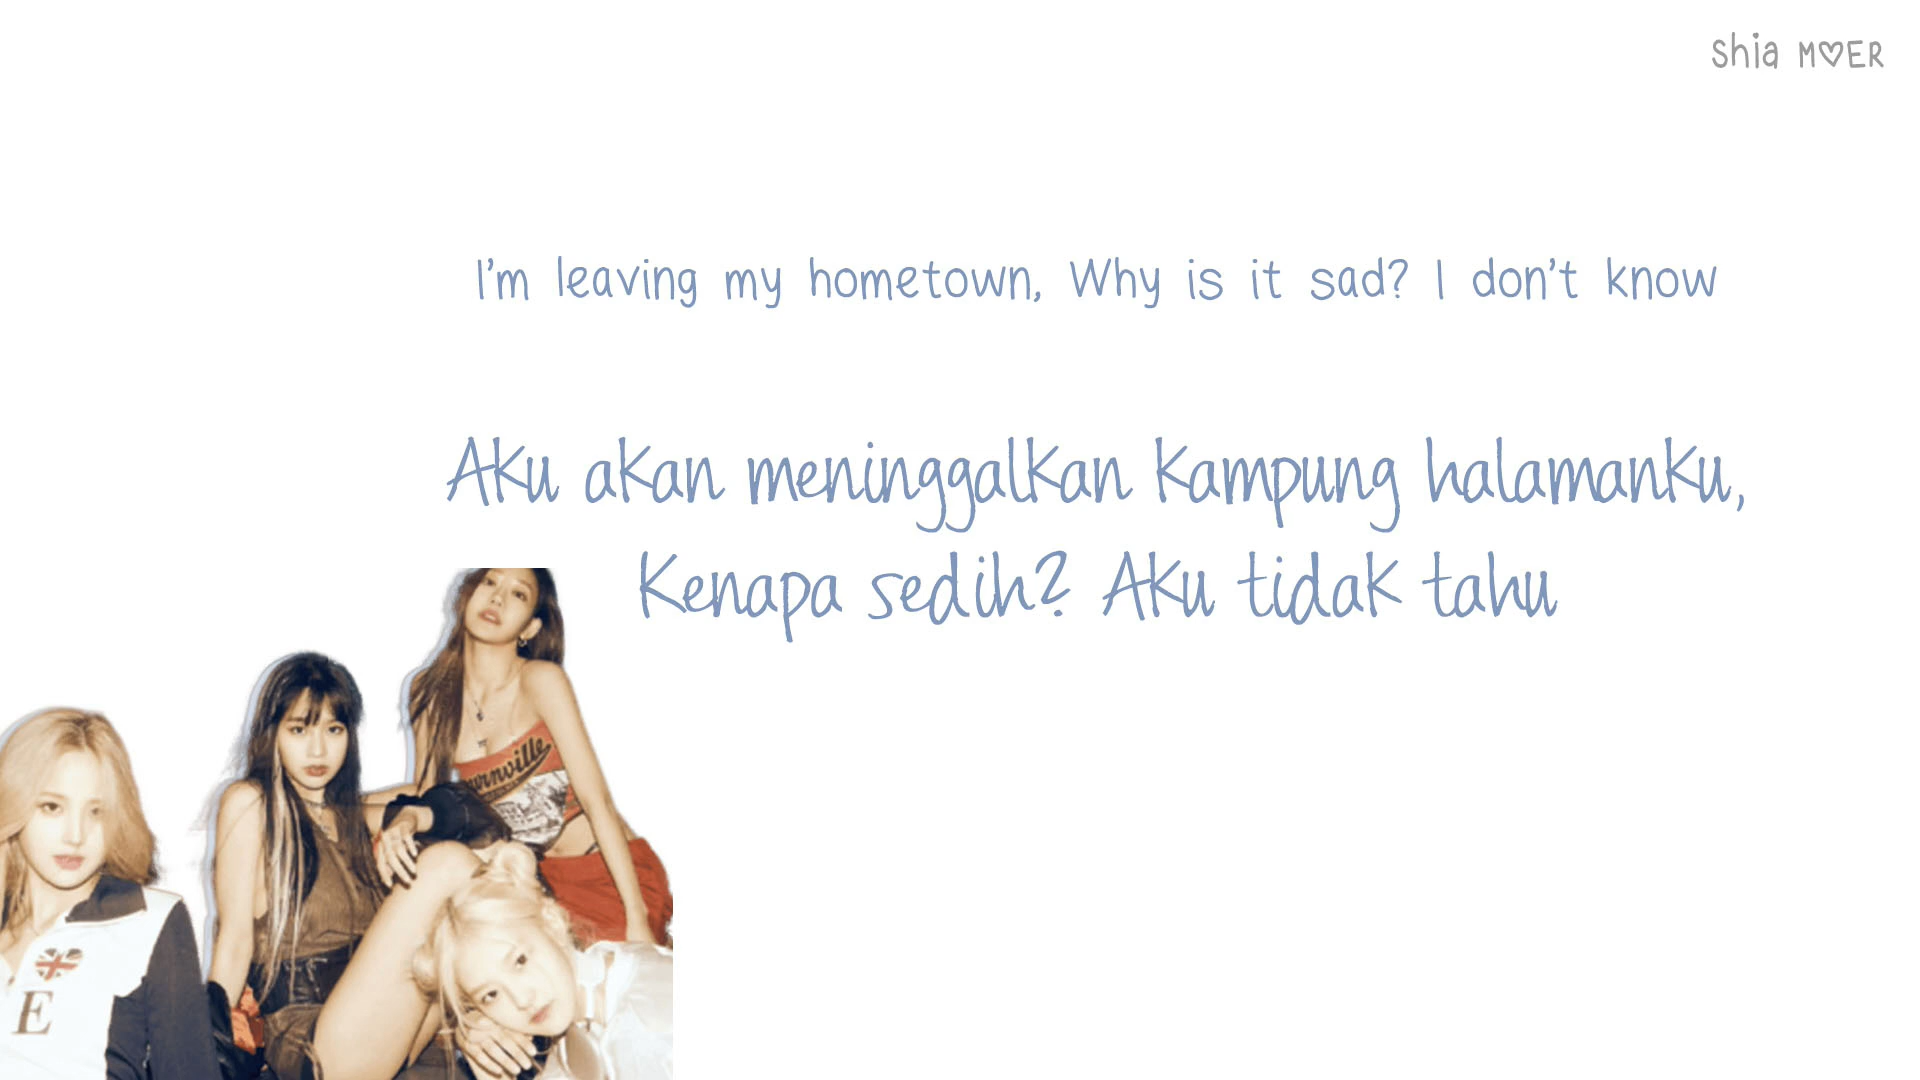 Shia M♡ER
I'm leaving my hometown, Why is it sad? I don't know
Aku akan meninggalkan kampung halamanku,
Kenapa sedih? Aku tidak tahu
E